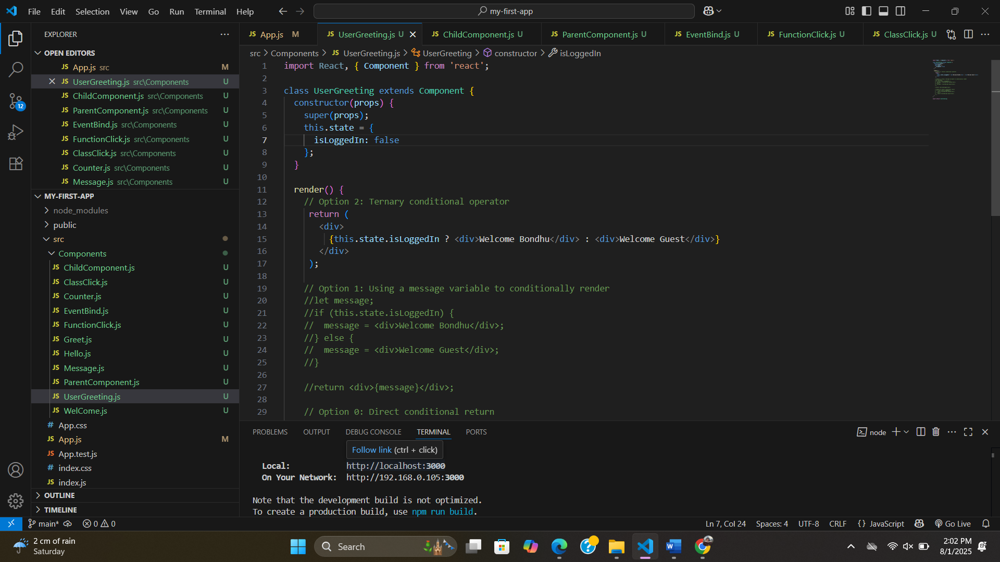 File Edit Selection View Go Run Terminal Help
my-first-app
EXPLORER
OPEN EDITORS
JS App.js src M
JS UserGreeting.js src\Components U
JS ChildComponent.js src\Components U
JS ParentComponent.js src\Components U
JS EventBind.js src\Components U
JS FunctionClick.js src\Components U
JS ClassClick.js src\Components U
JS Counter.js src\Components U
JS Message.js src\Components U
12
MY-FIRST-APP
node_modules
public
src
Components
JS ChildComponent.js U
JS ClassClick.js U
JS Counter.js U
JS EventBind.js U
JS FunctionClick.js U
JS Greet.js U
JS Hello.js U
JS Message.js U
JS ParentComponent.js U
JS UserGreeting.js U
JS WelCome.js U
# App.css
JS App.js M
JS App.test.js
# index.css
JS index.js
OUTLINE
TIMELINE
JS App.js M JS UserGreeting.js U JS ChildComponent.js U JS ParentComponent.js U JS EventBind.js U JS FunctionClick.js U JS ClassClick.js U
src > Components > JS UserGreeting.js > UserGreeting > constructor > isLoggedIn
1 import React, { Component } from 'react';
2
3 class UserGreeting extends Component {
4 constructor(props) {
5 super(props);
6 this.state = {
7 isLoggedIn: false
8 };
9 }
10
11 render() {
12 // Option 2: Ternary conditional operator
13 return (
14 <div>
15 {this.state.isLoggedIn ? <div>Welcome Bondhu</div> : <div>Welcome Guest</div>}
16 </div>
17 );
18
19 // Option 1: Using a message variable to conditionally render
20 //let message;
21 //if (this.state.isLoggedIn) {
22 // message = <div>Welcome Bondhu</div>;
23 //} else {
24 // message = <div>Welcome Guest</div>;
25 //}
26
27 //return <div>{message}</div>;
28
29 // Option 0: Direct conditional return
PROBLEMS OUTPUT DEBUG CONSOLE TERMINAL PORTS
node
Follow link (ctrl + click)
Local: http://localhost:3000
On Your Network: http://192.168.0.105:3000
Note that the development build is not optimized.
To create a production build, use npm run build.
main* 0 0
Ln 7, Col 24 Spaces: 4 UTF-8 CRLF {} JavaScript Go Live
2 cm of rain
Saturday
Search
2:02 PM
8/1/2025